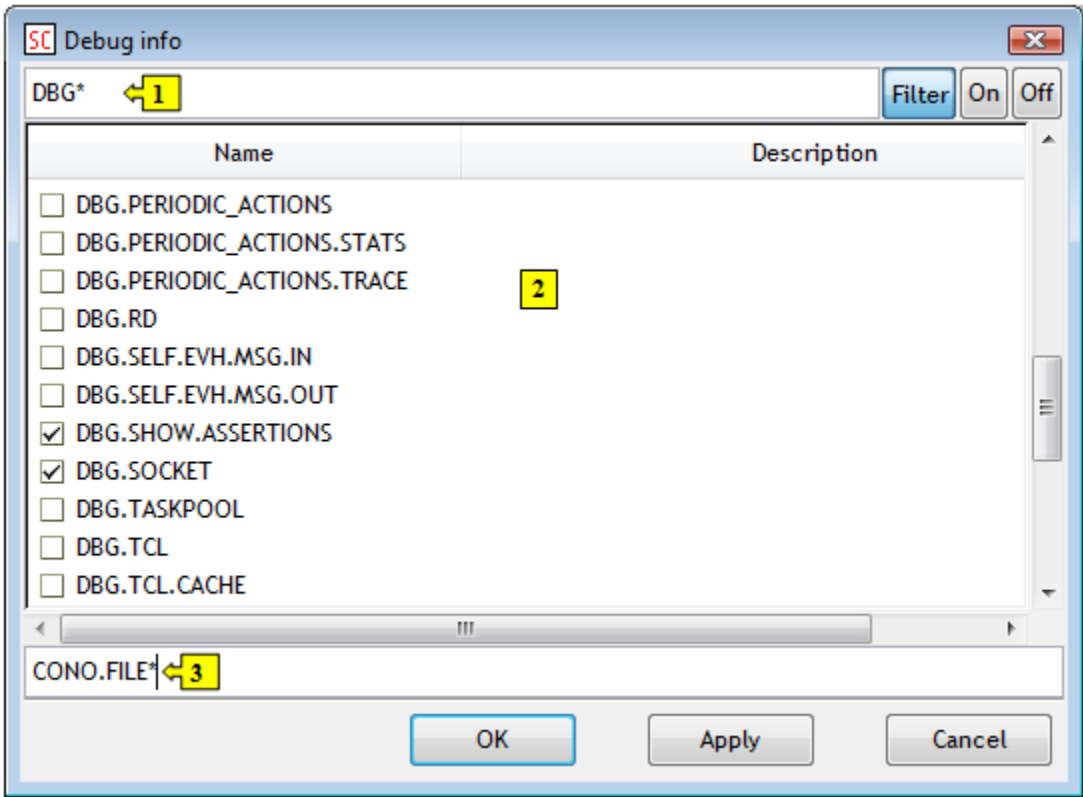 SC Debug info
DBG* 1 Filter On Off
Name Description
DBG.PERIODIC_ACTIONS
DBG.PERIODIC_ACTIONS.STATS
DBG.PERIODIC_ACTIONS.TRACE
2
DBG.RD
DBG.SELF.EVH.MSG.IN
DBG.SELF.EVH.MSG.OUT
DBG.SHOW.ASSERTIONS
DBG.SOCKET
DBG.TASKPOOL
DBG.TCL
DBG.TCL.CACHE
CONO.FILE* 3
OK Apply Cancel